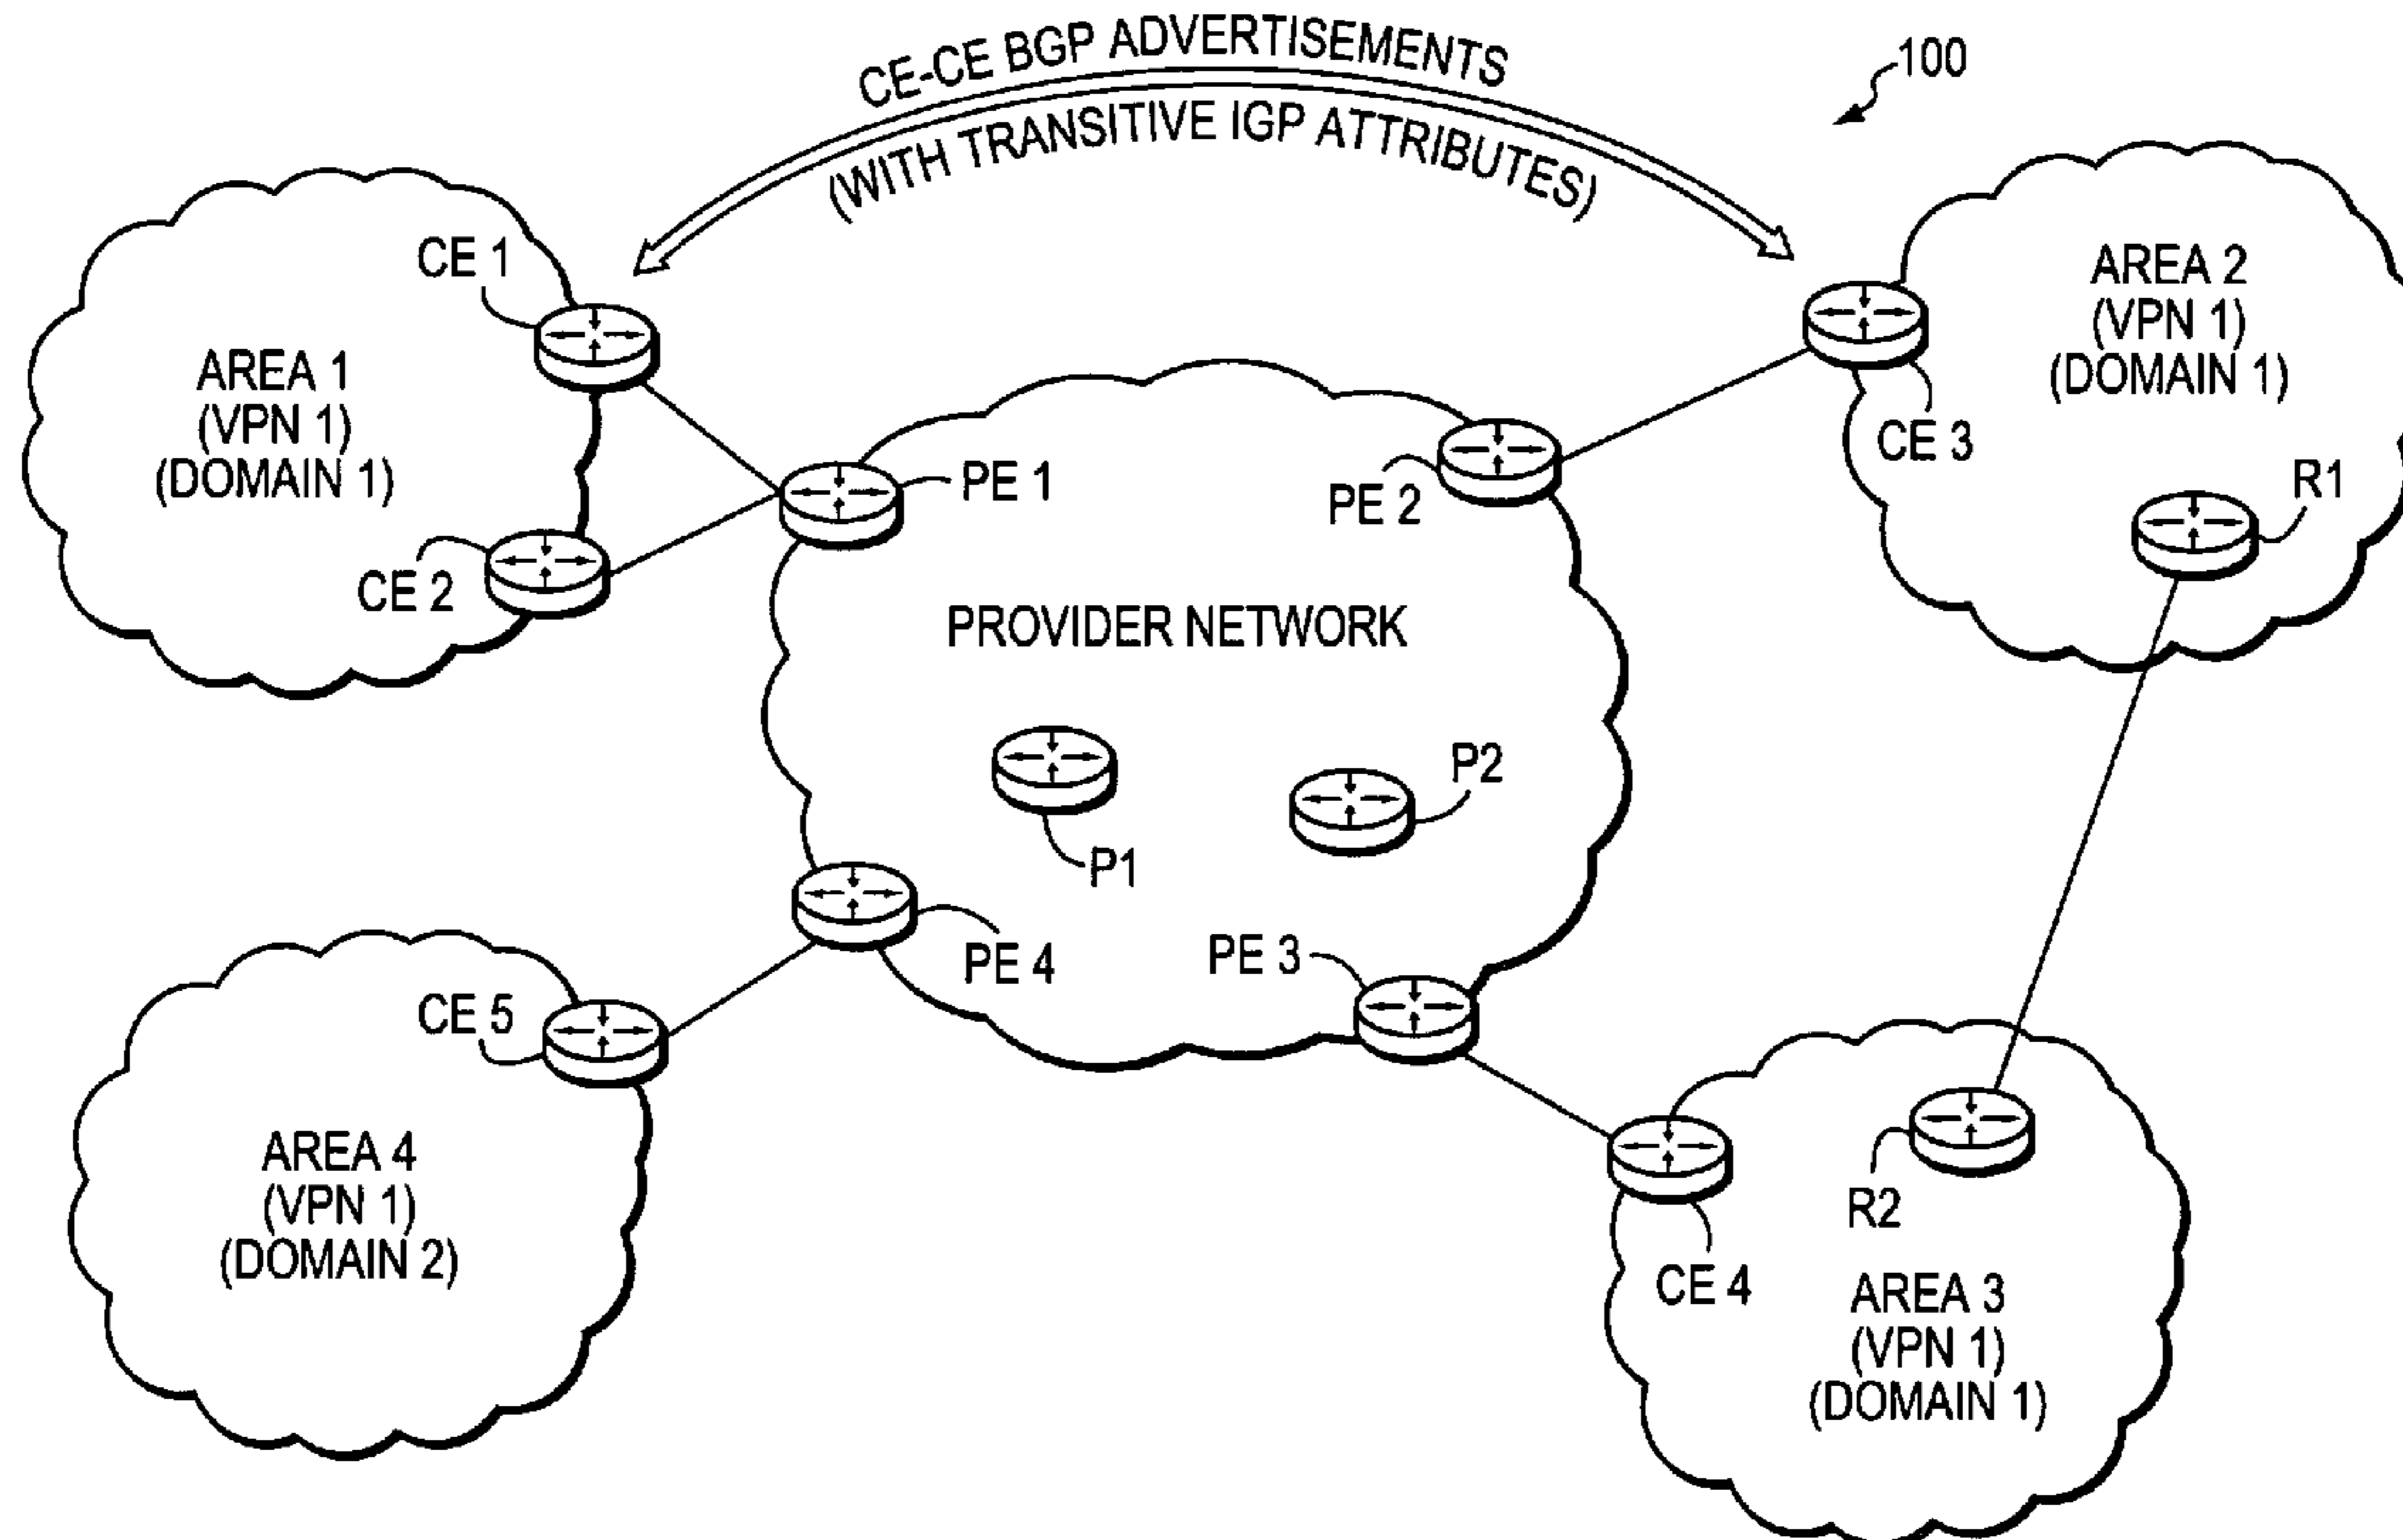 CE-CE BGP ADVERTISEMENTS
(WITH TRANSITIVE IGP ATTRIBUTES)
100
CE 1
AREA 1
(VPN 1)
(DOMAIN 1)
CE 2
PE 1
PE 2
AREA 2
(VPN 1)
(DOMAIN 1)
CE 3
R1
PROVIDER NETWORK
P1
P2
PE 4
PE 3
CE 5
AREA 4
(VPN 1)
(DOMAIN 2)
CE 4
R2
AREA 3
(VPN 1)
(DOMAIN 1)